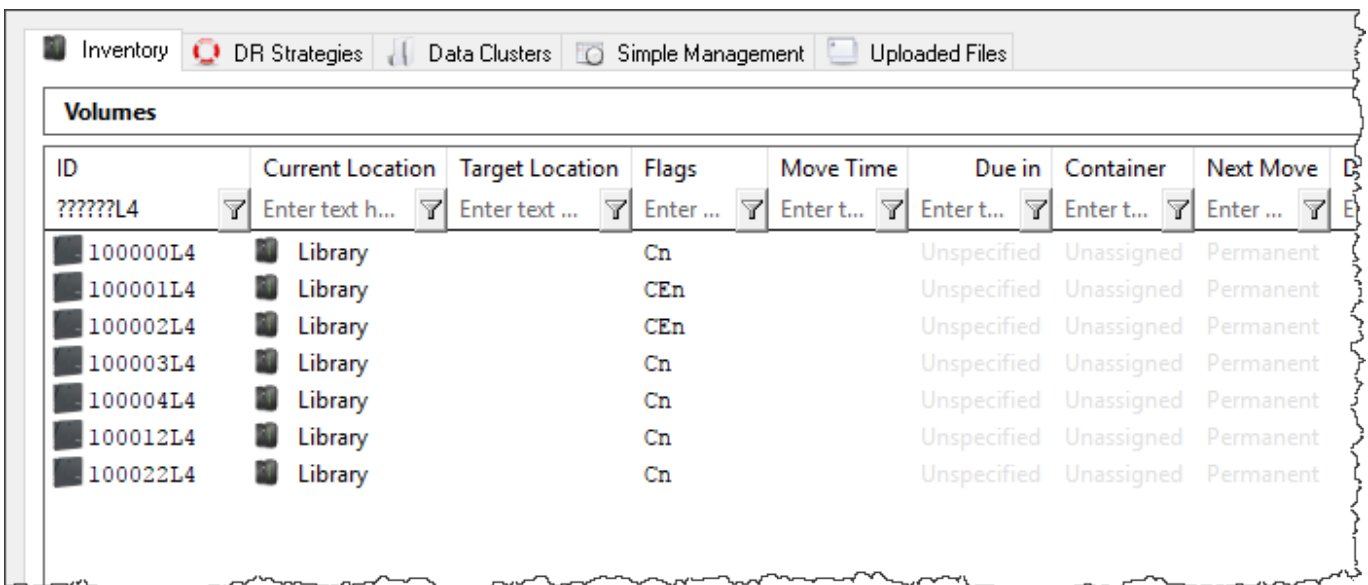 Inventory DR Strategies Data Clusters Simple Management Uploaded Files
Volumes
ID Current Location Target Location Flags Move Time Due in Container Next Move
??????L4 Enter text h... Enter text ... Enter ... Enter t... Enter t... Enter t... Enter ...
100000L4 Library Cn Unspecified Unassigned Permanent
100001L4 Library CEn Unspecified Unassigned Permanent
100002L4 Library CEn Unspecified Unassigned Permanent
100003L4 Library Cn Unspecified Unassigned Permanent
100004L4 Library Cn Unspecified Unassigned Permanent
100012L4 Library Cn Unspecified Unassigned Permanent
100022L4 Library Cn Unspecified Unassigned Permanent